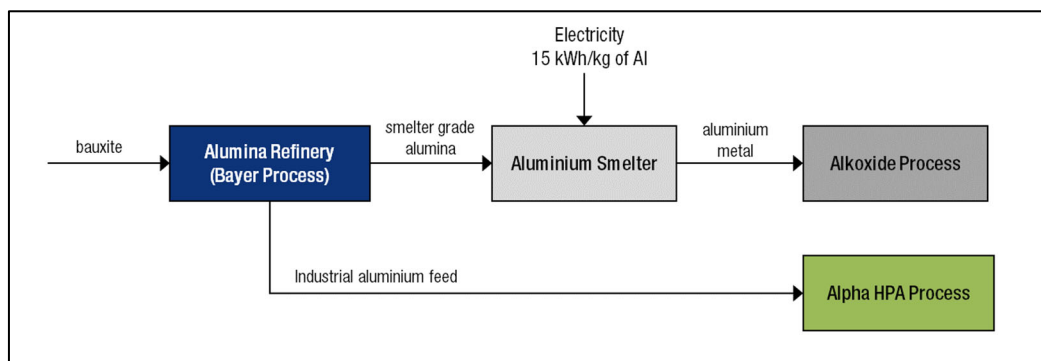 Electricity
15 kWh/kg of Al
bauxite
Alumina Refinery
(Bayer Process)
smelter grade
alumina
Aluminium Smelter
aluminium
metal
Alkoxide Process
Industrial aluminium feed
Alpha HPA Process